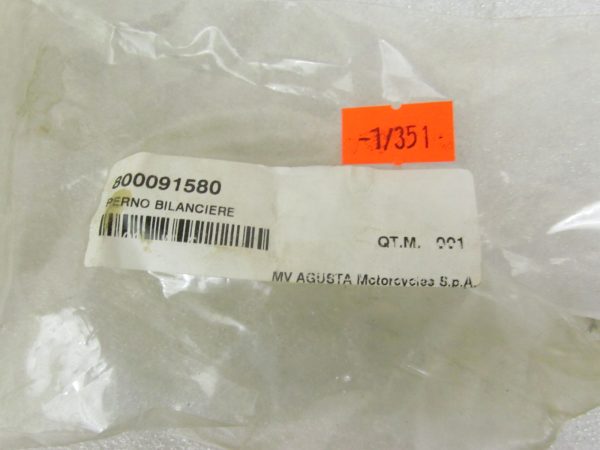 -1/351-
800091580
PERNO BILANCIERE
QT.M. 001
MV AGUSTA Motorcycles S.p.A.